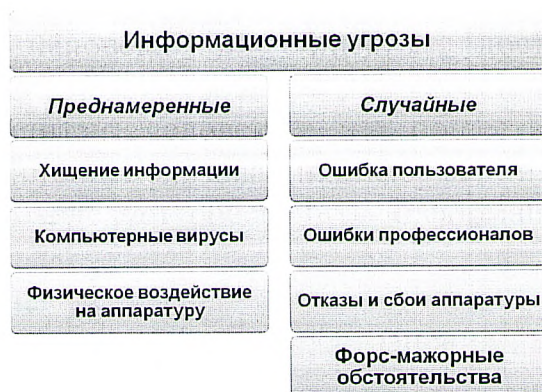 Информационные угрозы
Преднамеренные
Случайные
Хищение информации
Ошибка пользователя
Компьютерные вирусы
Ошибки профессионалов
Физическое воздействие
на аппаратуру
Отказы и сбои аппаратуры
Форс-мажорные
обстоятельства